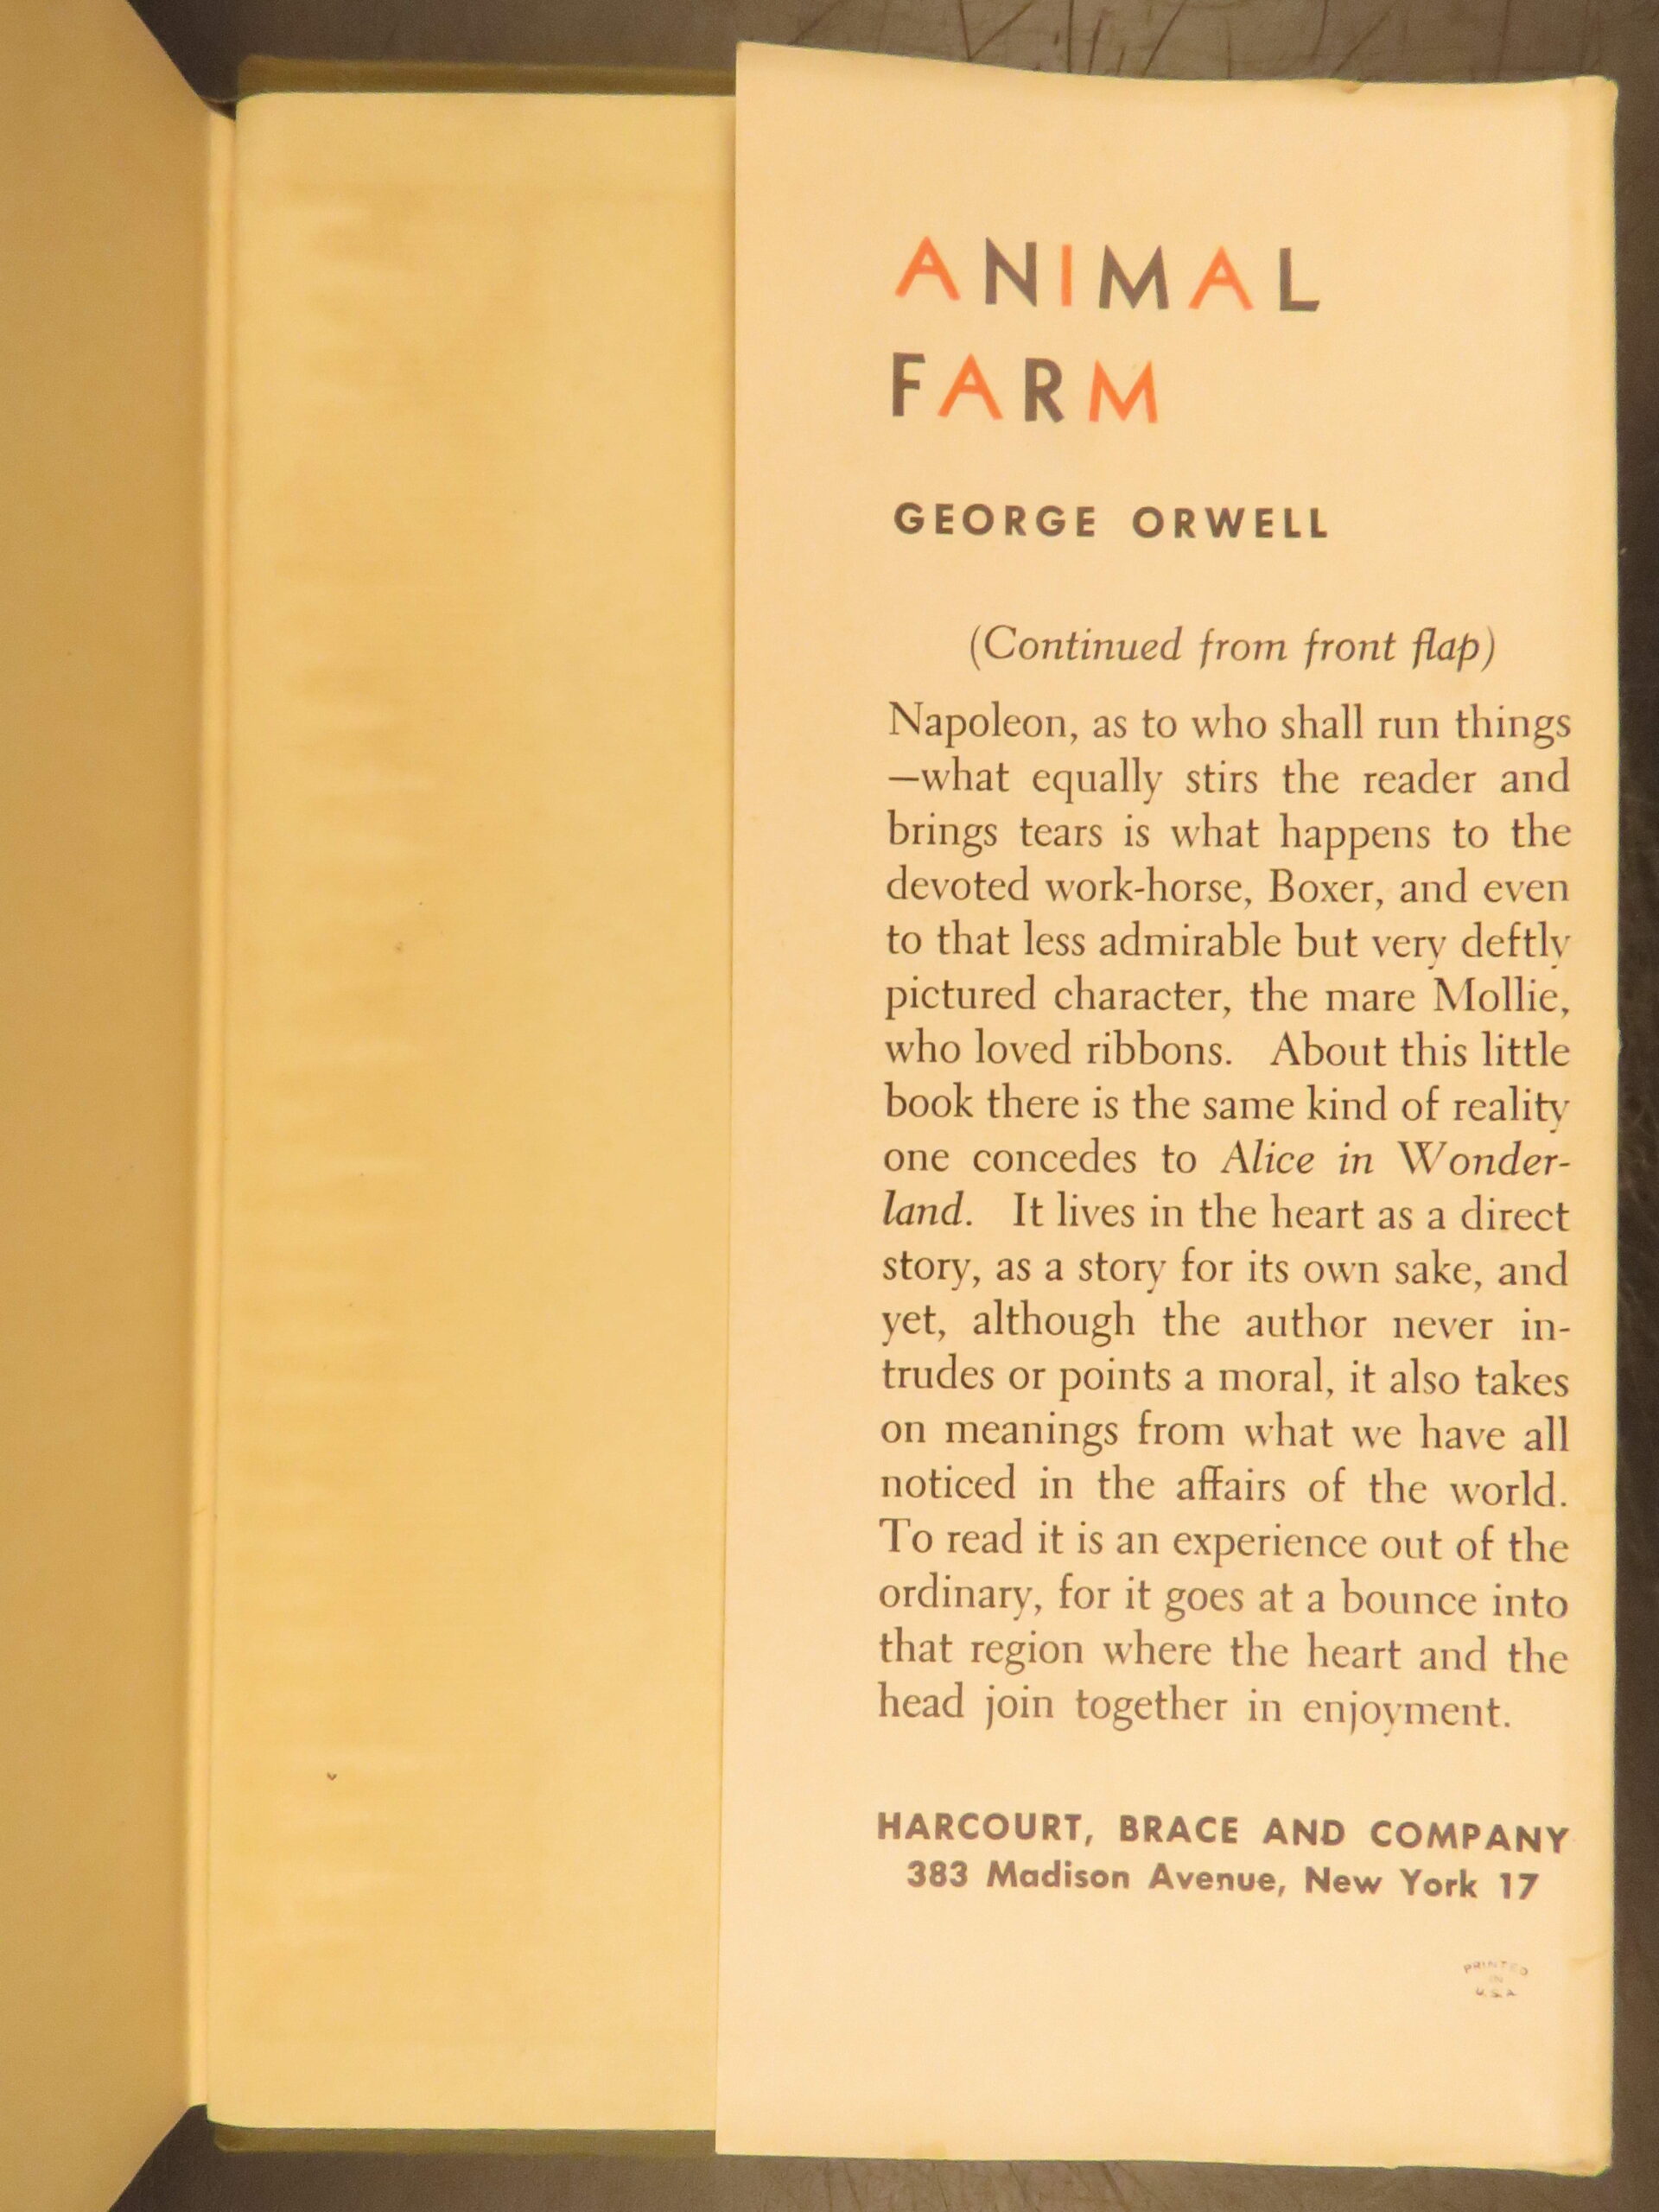 ANIMAL
FARM
GEORGE ORWELL
(Continued from front flap)
Napoleon, as to who shall run things
—what equally stirs the reader and
brings tears is what happens to the
devoted work-horse, Boxer, and even
to that less admirable but very deftly
pictured character, the mare Mollie,
who loved ribbons. About this little
book there is the same kind of reality
one concedes to Alice in Wonder-
land. It lives in the heart as a direct
story, as a story for its own sake, and
yet, although the author never in-
trudes or points a moral, it also takes
on meanings from what we have all
noticed in the affairs of the world.
To read it is an experience out of the
ordinary, for it goes at a bounce into
that region where the heart and the
head join together in enjoyment.
HARCOURT, BRACE AND COMPANY
383 Madison Avenue, New York 17
PRINTED
IN
U.S.A.